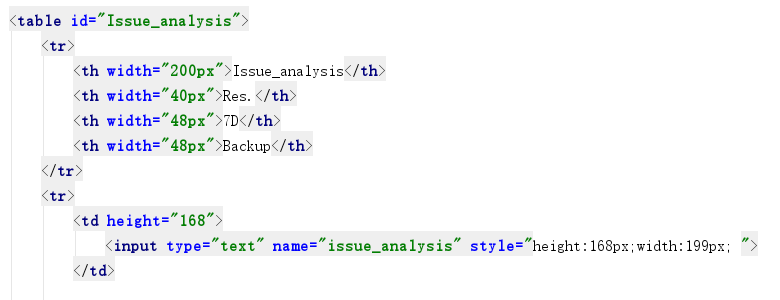 <table id="Issue_analysis">
<tr>
<th width="200px">Issue_analysis</th>
<th width="40px">Res.</th>
<th width="48px">7D</th>
<th width="48px">Backup</th>
</tr>
<tr>
<td height="168">
<input type="text" name="issue_analysis" style="height:168px;width:199px; ">
</td>